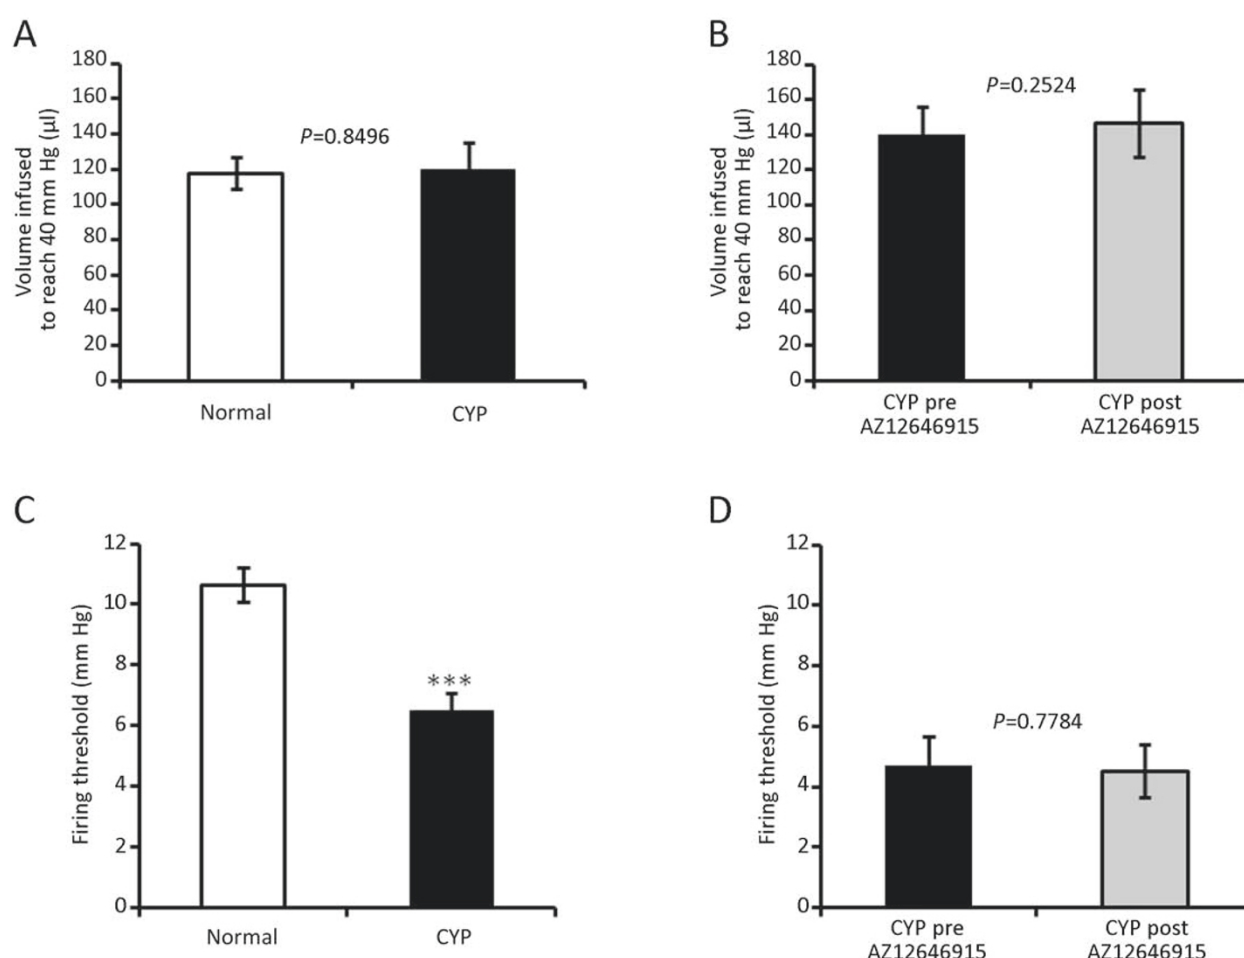 A
Volume infused
to reach 40 mm Hg (µl)
180
160
140
120
100
80
60
40
20
0
P=0.8496
Normal
CYP
B
Volume infused
to reach 40 mm Hg (µl)
180
160
140
120
100
80
60
40
20
0
P=0.2524
CYP pre
AZ12646915
CYP post
AZ12646915
C
Firing threshold (mm Hg)
12
10
8
6
4
2
0
***
Normal
CYP
D
Firing threshold (mm Hg)
12
10
8
6
4
2
0
P=0.7784
CYP pre
AZ12646915
CYP post
AZ12646915